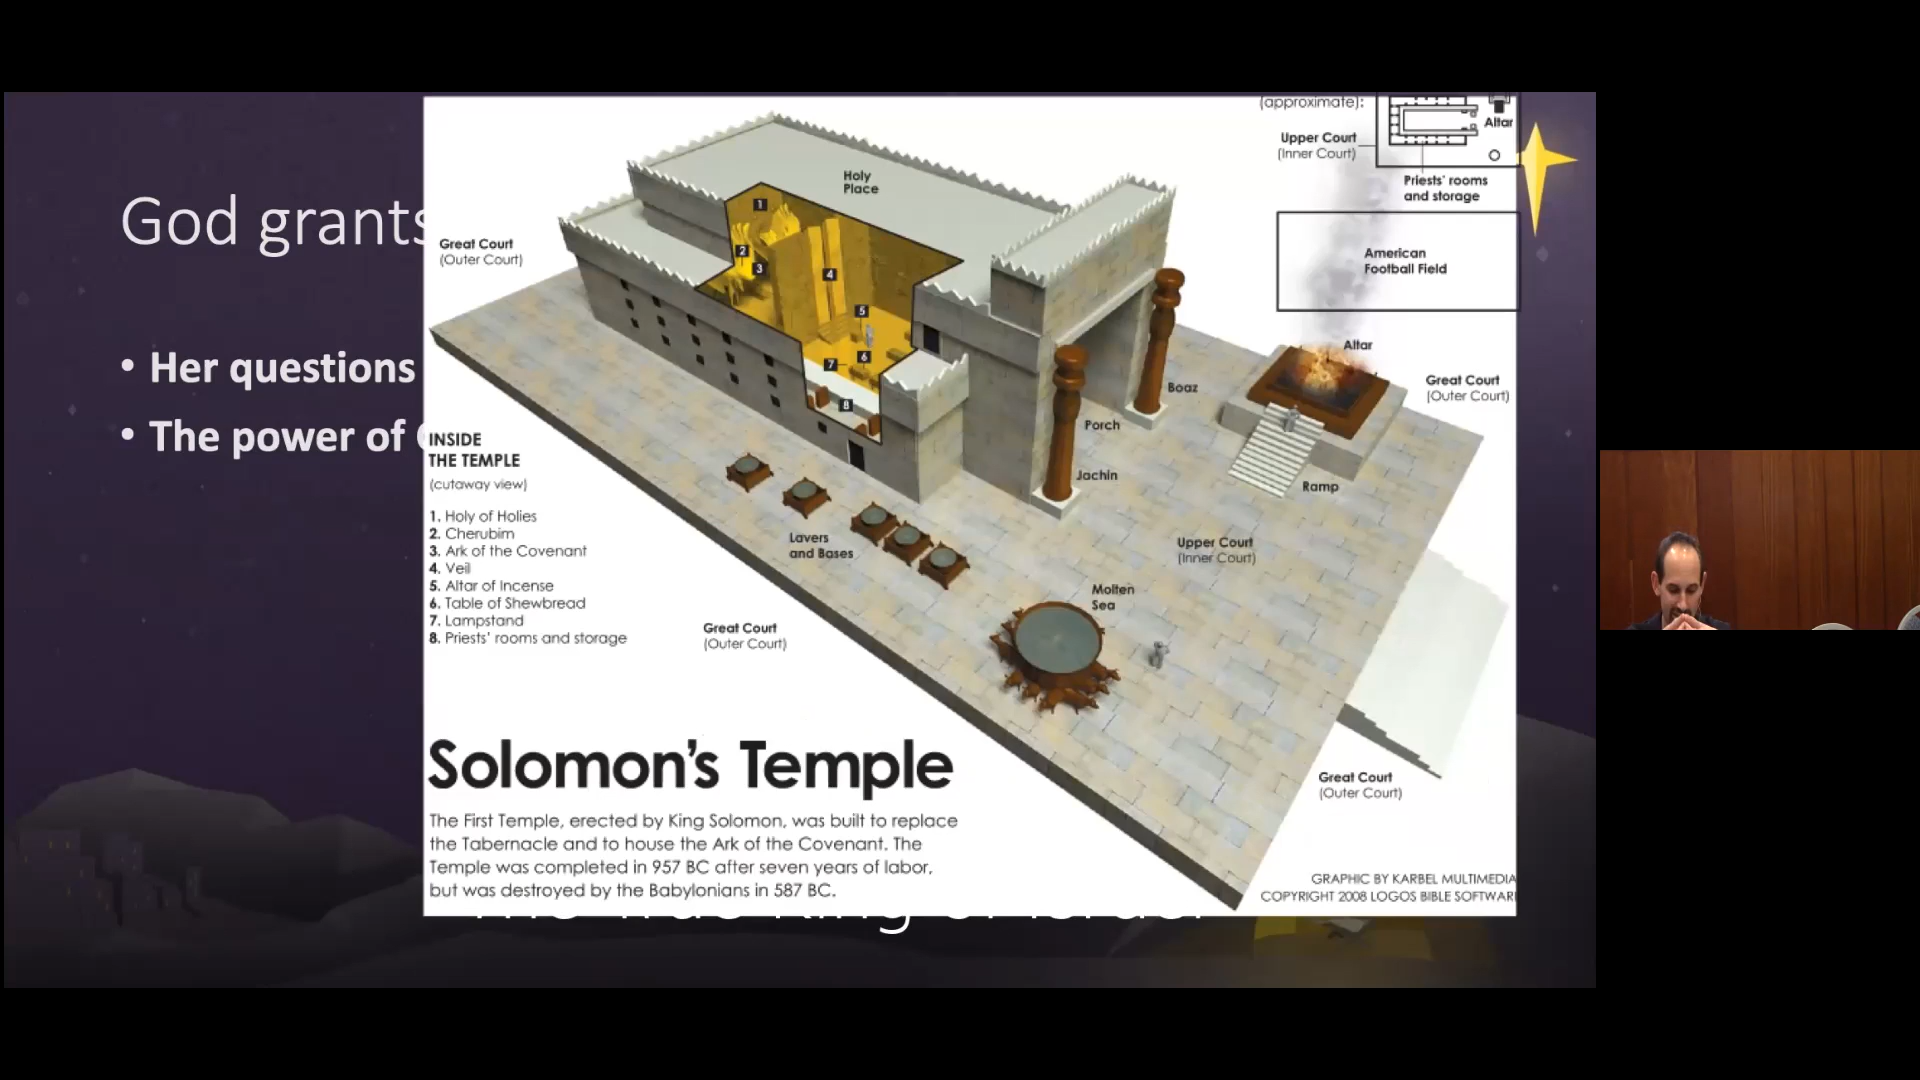 God grants
• Her questions
• The power of
(approximate):
Upper Court
(Inner Court)
Altar
Priests' rooms
and storage
American
Football Field
Holy
Place
Great Court
(Outer Court)
1
2
3
4
5
6
7
8
Altar
Great Court
(Outer Court)
Boaz
Porch
Jachin
Ramp
INSIDE
THE TEMPLE
(cutaway view)
1. Holy of Holies
2. Cherubim
3. Ark of the Covenant
4. Veil
5. Altar of Incense
6. Table of Shewbread
7. Lampstand
8. Priests' rooms and storage
Lavers
and Bases
Upper Court
(Inner Court)
Molten
Sea
Great Court
(Outer Court)
Great Court
(Outer Court)
Solomon's Temple
The First Temple, erected by King Solomon, was built to replace
the Tabernacle and to house the Ark of the Covenant. The
Temple was completed in 957 BC after seven years of labor,
but was destroyed by the Babylonians in 587 BC.
GRAPHIC BY KARBEL MULTIMEDIA
COPYRIGHT 2008 LOGOS BIBLE SOFTWAR